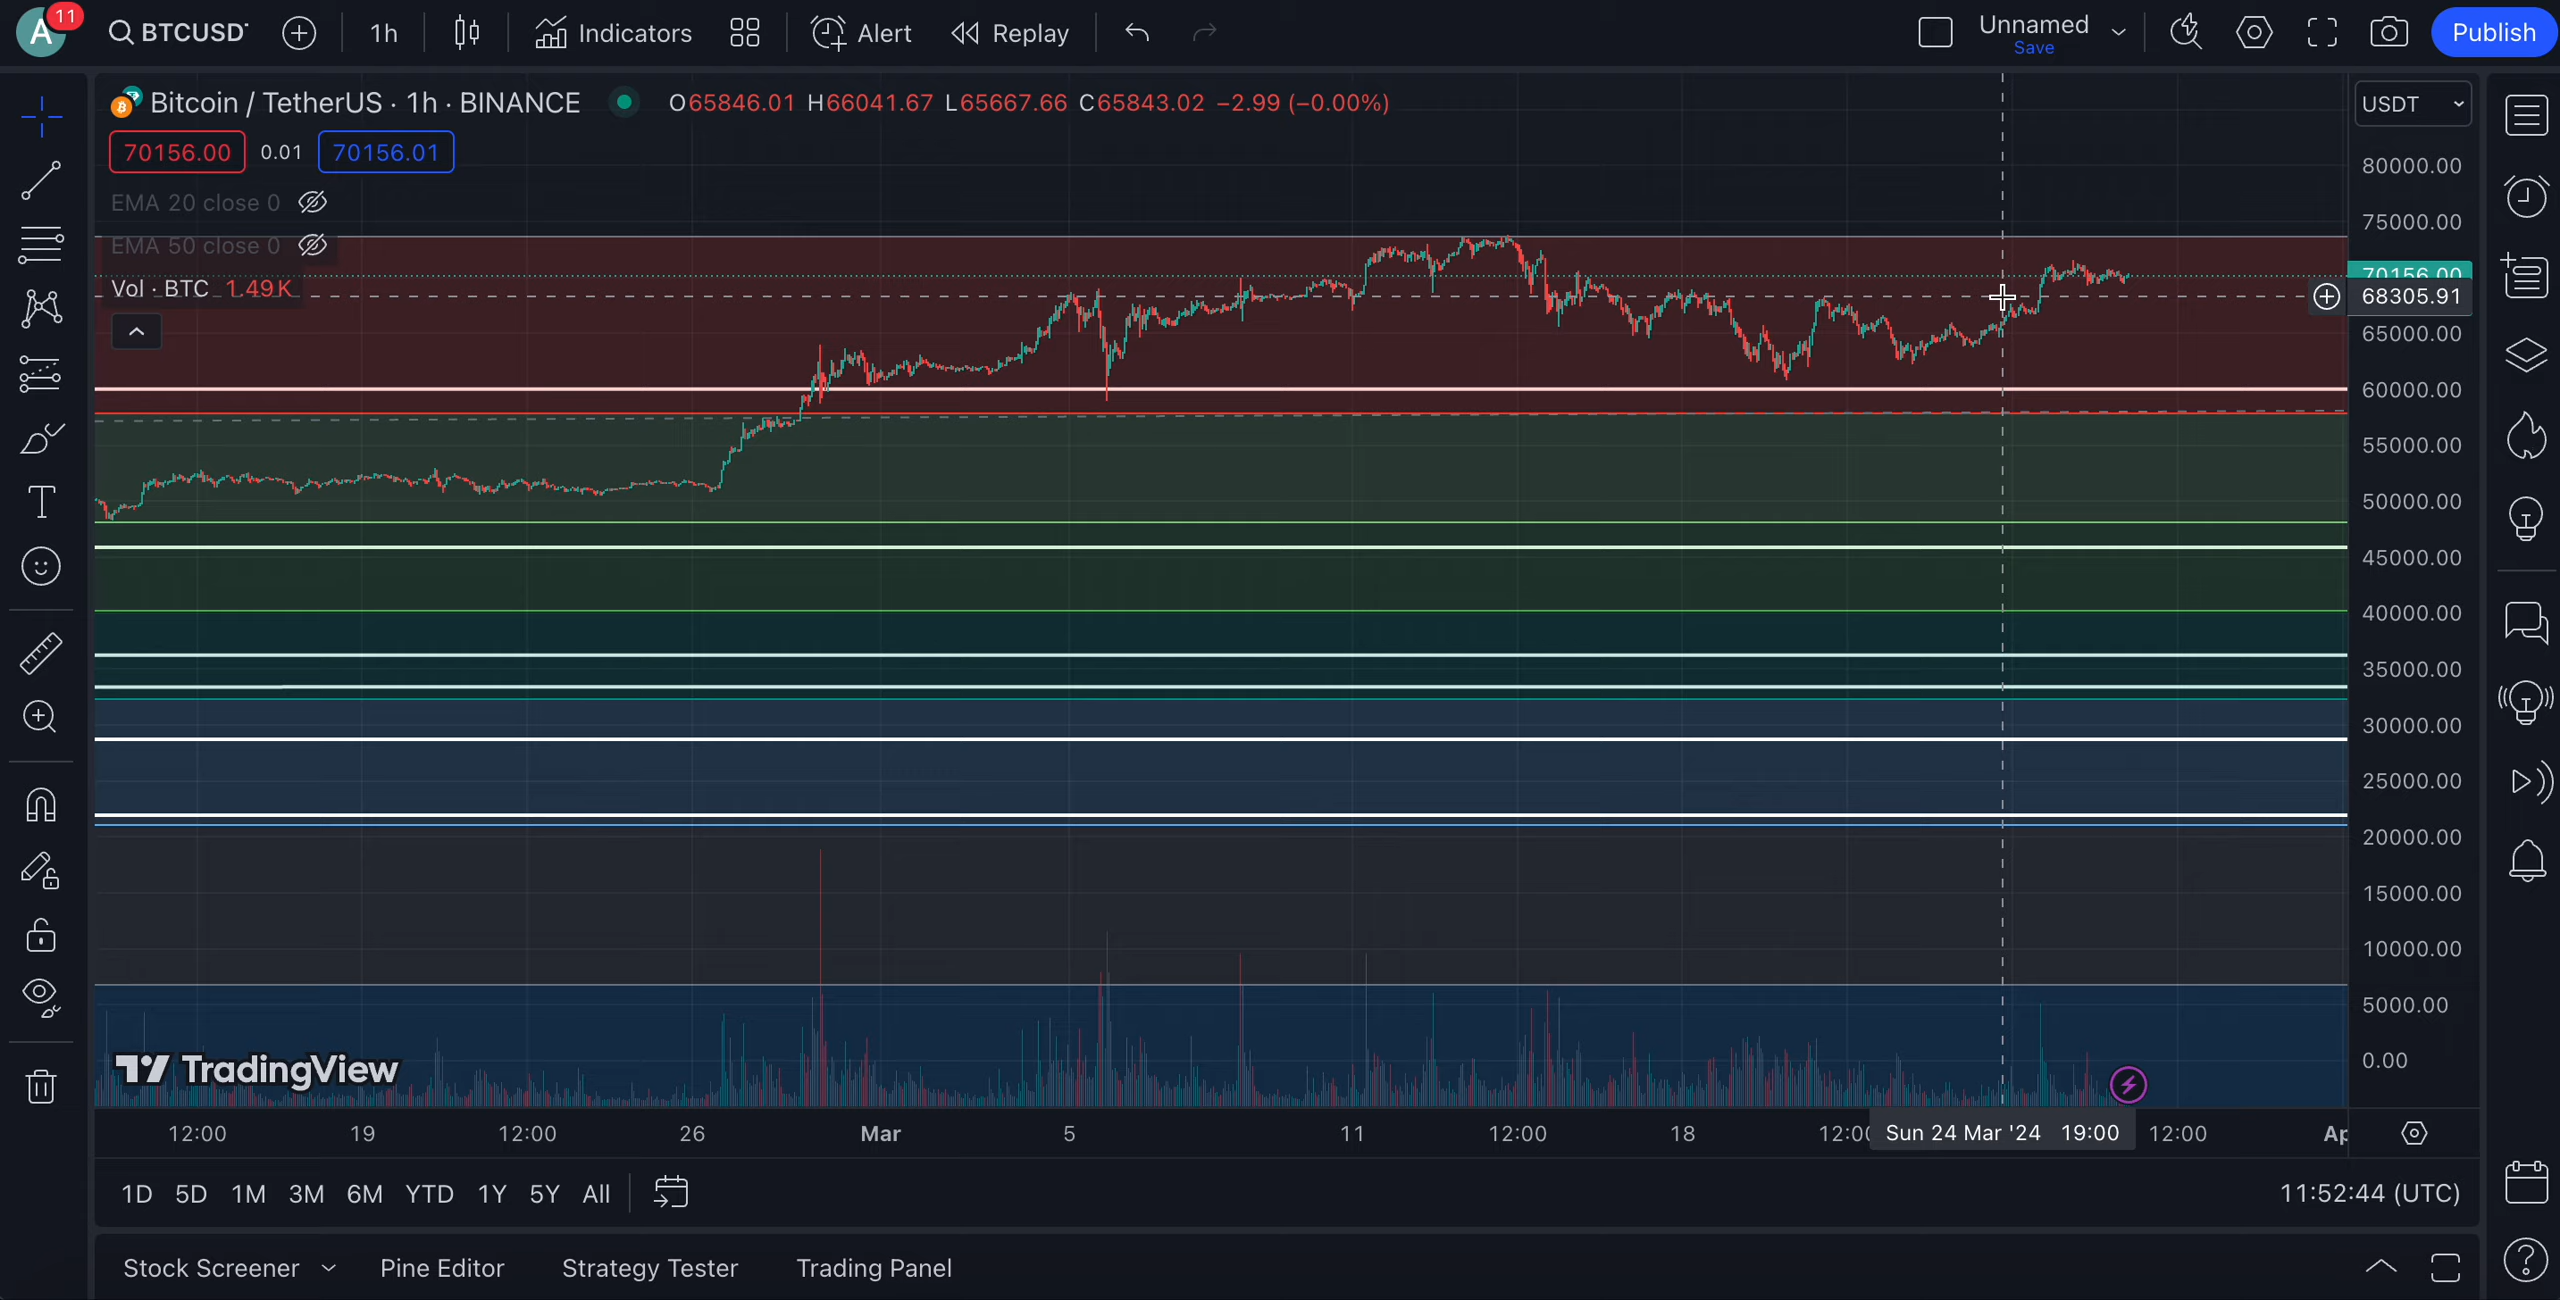 A 11 BTCUSD 1h Indicators Alert Replay Unnamed Publish
Save
Bitcoin / TetherUS · 1h · BINANCE O65846.01 H66041.67 L65667.66 C65843.02 −2.99 (−0.00%) USDT
70156.00 0.01 70156.01
80000.00
EMA 20 close 0
75000.00
EMA 50 close 0
70156.00
Vol · BTC 1.49K
68305.91
65000.00
60000.00
55000.00
50000.00
45000.00
40000.00
35000.00
30000.00
25000.00
20000.00
15000.00
10000.00
5000.00
0.00
TradingView
12:00 19 12:00 26 Mar 5 11 12:00 18 12:00 Sun 24 Mar '24 19:00 12:00 Ap
1D 5D 1M 3M 6M YTD 1Y 5Y All 11:52:44 (UTC)
Stock Screener Pine Editor Strategy Tester Trading Panel